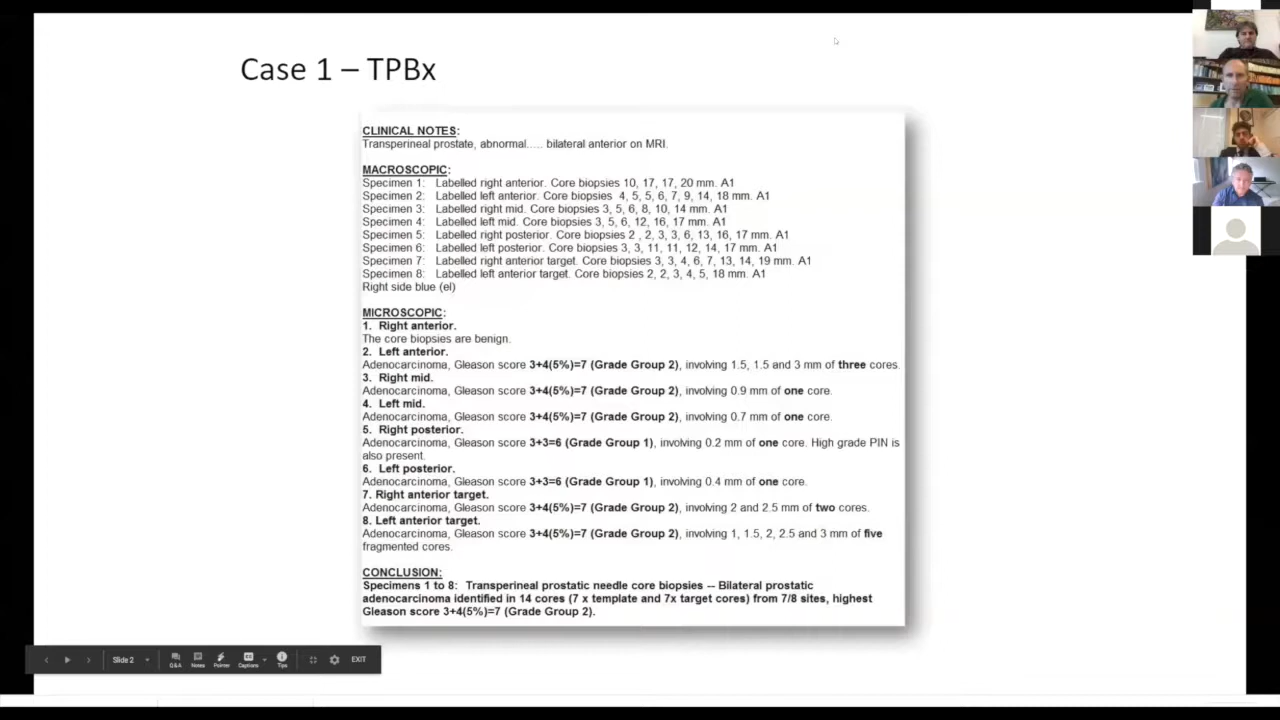 Case 1 – TPBx
CLINICAL NOTES:
Transperineal prostate, abnormal..... bilateral anterior on MRI.
MACROSCOPIC:
Specimen 1: Labelled right anterior. Core biopsies 10, 17, 17, 20 mm. A1
Specimen 2: Labelled left anterior. Core biopsies 4, 5, 5, 6, 7, 9, 14, 18 mm. A1
Specimen 3: Labelled right mid. Core biopsies 3, 5, 6, 8, 10, 14 mm. A1
Specimen 4: Labelled left mid. Core biopsies 3, 5, 6, 12, 16, 17 mm. A1
Specimen 5: Labelled right posterior. Core biopsies 2 , 2, 3, 3, 6, 13, 16, 17 mm. A1
Specimen 6: Labelled left posterior. Core biopsies 3, 3, 11, 11, 12, 14, 17 mm. A1
Specimen 7: Labelled right anterior target. Core biopsies 3, 3, 4, 6, 7, 13, 14, 19 mm. A1
Specimen 8: Labelled left anterior target. Core biopsies 2, 2, 3, 4, 5, 18 mm. A1
Right side blue (el)
MICROSCOPIC:
1. Right anterior.
The core biopsies are benign.
2. Left anterior.
Adenocarcinoma, Gleason score 3+4(5%)=7 (Grade Group 2), involving 1.5, 1.5 and 3 mm of three cores.
3. Right mid.
Adenocarcinoma, Gleason score 3+4(5%)=7 (Grade Group 2), involving 0.9 mm of one core.
4. Left mid.
Adenocarcinoma, Gleason score 3+4(5%)=7 (Grade Group 2), involving 0.7 mm of one core.
5. Right posterior.
Adenocarcinoma, Gleason score 3+3=6 (Grade Group 1), involving 0.2 mm of one core. High grade PIN is
also present.
6. Left posterior.
Adenocarcinoma, Gleason score 3+3=6 (Grade Group 1), involving 0.4 mm of one core.
7. Right anterior target.
Adenocarcinoma, Gleason score 3+4(5%)=7 (Grade Group 2), involving 2 and 2.5 mm of two cores.
8. Left anterior target.
Adenocarcinoma, Gleason score 3+4(5%)=7 (Grade Group 2), involving 1, 1.5, 2, 2.5 and 3 mm of five
fragmented cores.
CONCLUSION:
Specimens 1 to 8: Transperineal prostatic needle core biopsies -- Bilateral prostatic
adenocarcinoma identified in 14 cores (7 x template and 7x target cores) from 7/8 sites, highest
Gleason score 3+4(5%)=7 (Grade Group 2).
Slide 2 Q&A Notes Pointer Captions Tips EXIT